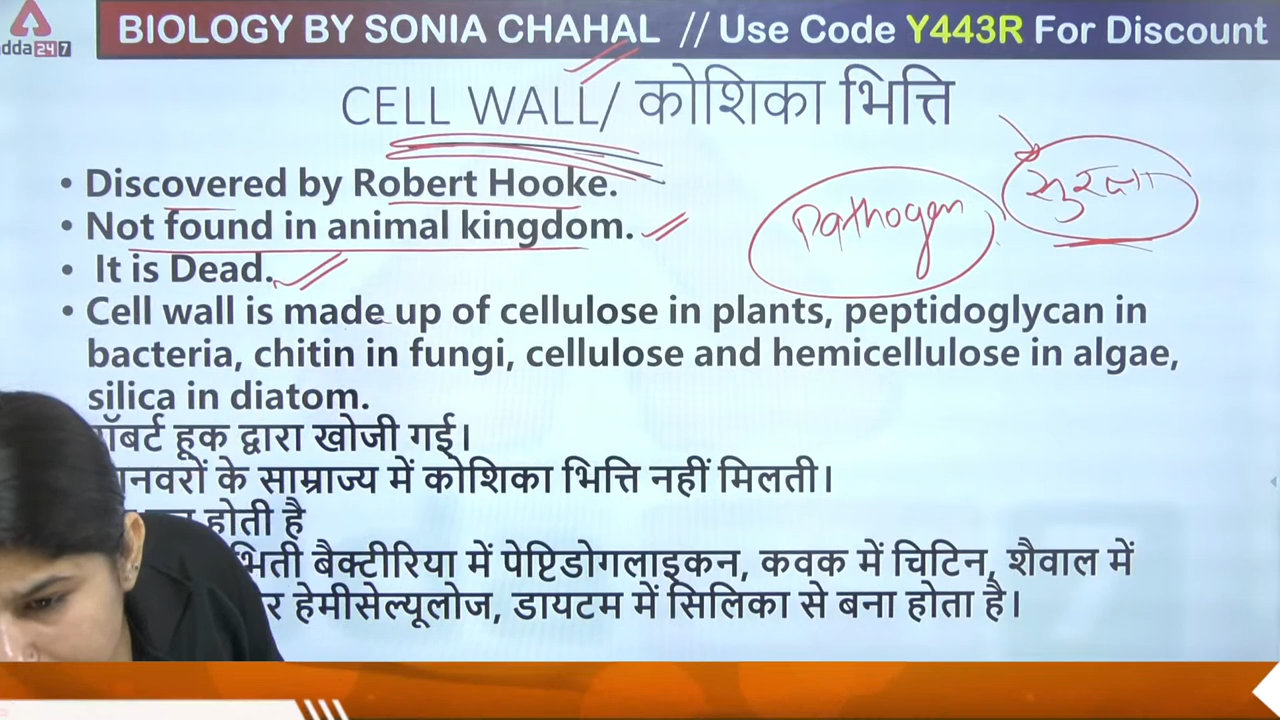 BIOLOGY BY SONIA CHAHAL // Use Code Y443R For Discount
adda 24 7
CELL WALL/ कोशिका भित्ति
• Discovered by Robert Hooke.
• Not found in animal kingdom.
Pathogen
सुरक्षा
• It is Dead.
• Cell wall is made up of cellulose in plants, peptidoglycan in
bacteria, chitin in fungi, cellulose and hemicellulose in algae,
silica in diatom.
हूक द्वारा खोजी गई।
के साम्राज्य में कोशिका भित्ति नहीं मिलती।
होती है
भिती बैक्टीरिया में पेप्टिडोगलाइकन, कवक में चिटिन, शैवाल में
हेमीसेल्यूलोज, डायटम में सिलिका से बना होता है।